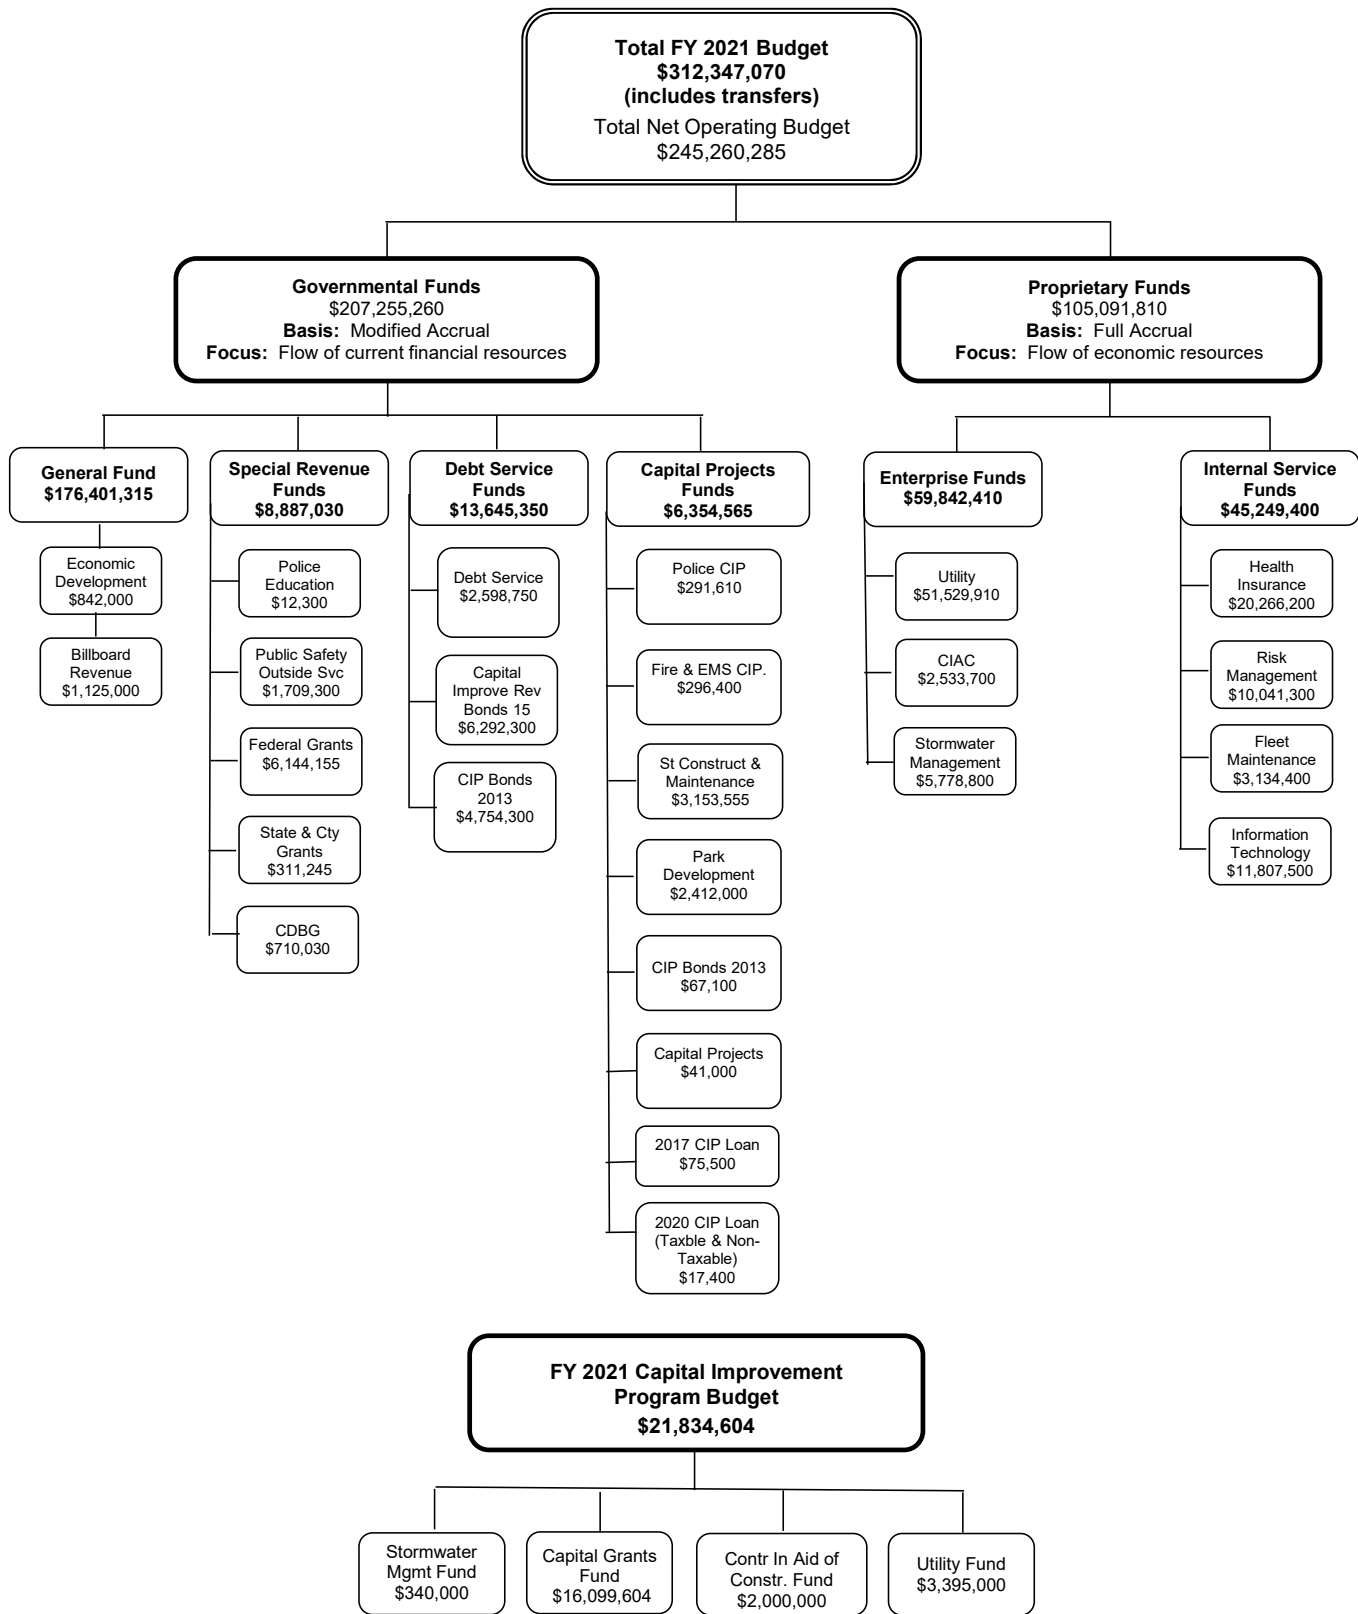 Total FY 2021 Budget
$312,347,070
(includes transfers)
Total Net Operating Budget
$245,260,285
Governmental Funds
$207,255,260
Basis: Modified Accrual
Focus: Flow of current financial resources
Proprietary Funds
$105,091,810
Basis: Full Accrual
Focus: Flow of economic resources
General Fund
$176,401,315
Economic
Development
$842,000
Billboard
Revenue
$1,125,000
Special Revenue
Funds
$8,887,030
Police
Education
$12,300
Public Safety
Outside Svc
$1,709,300
Federal Grants
$6,144,155
State & Cty
Grants
$311,245
CDBG
$710,030
Debt Service
Funds
$13,645,350
Debt Service
$2,598,750
Capital
Improve Rev
Bonds 15
$6,292,300
CIP Bonds
2013
$4,754,300
Capital Projects
Funds
$6,354,565
Police CIP
$291,610
Fire & EMS CIP.
$296,400
St Construct &
Maintenance
$3,153,555
Park
Development
$2,412,000
CIP Bonds 2013
$67,100
Capital Projects
$41,000
2017 CIP Loan
$75,500
2020 CIP Loan
(Taxble & Non-
Taxable)
$17,400
Enterprise Funds
$59,842,410
Utility
$51,529,910
CIAC
$2,533,700
Stormwater
Management
$5,778,800
Internal Service
Funds
$45,249,400
Health
Insurance
$20,266,200
Risk
Management
$10,041,300
Fleet
Maintenance
$3,134,400
Information
Technology
$11,807,500
FY 2021 Capital Improvement
Program Budget
$21,834,604
Stormwater
Mgmt Fund
$340,000
Capital Grants
Fund
$16,099,604
Contr In Aid of
Constr. Fund
$2,000,000
Utility Fund
$3,395,000